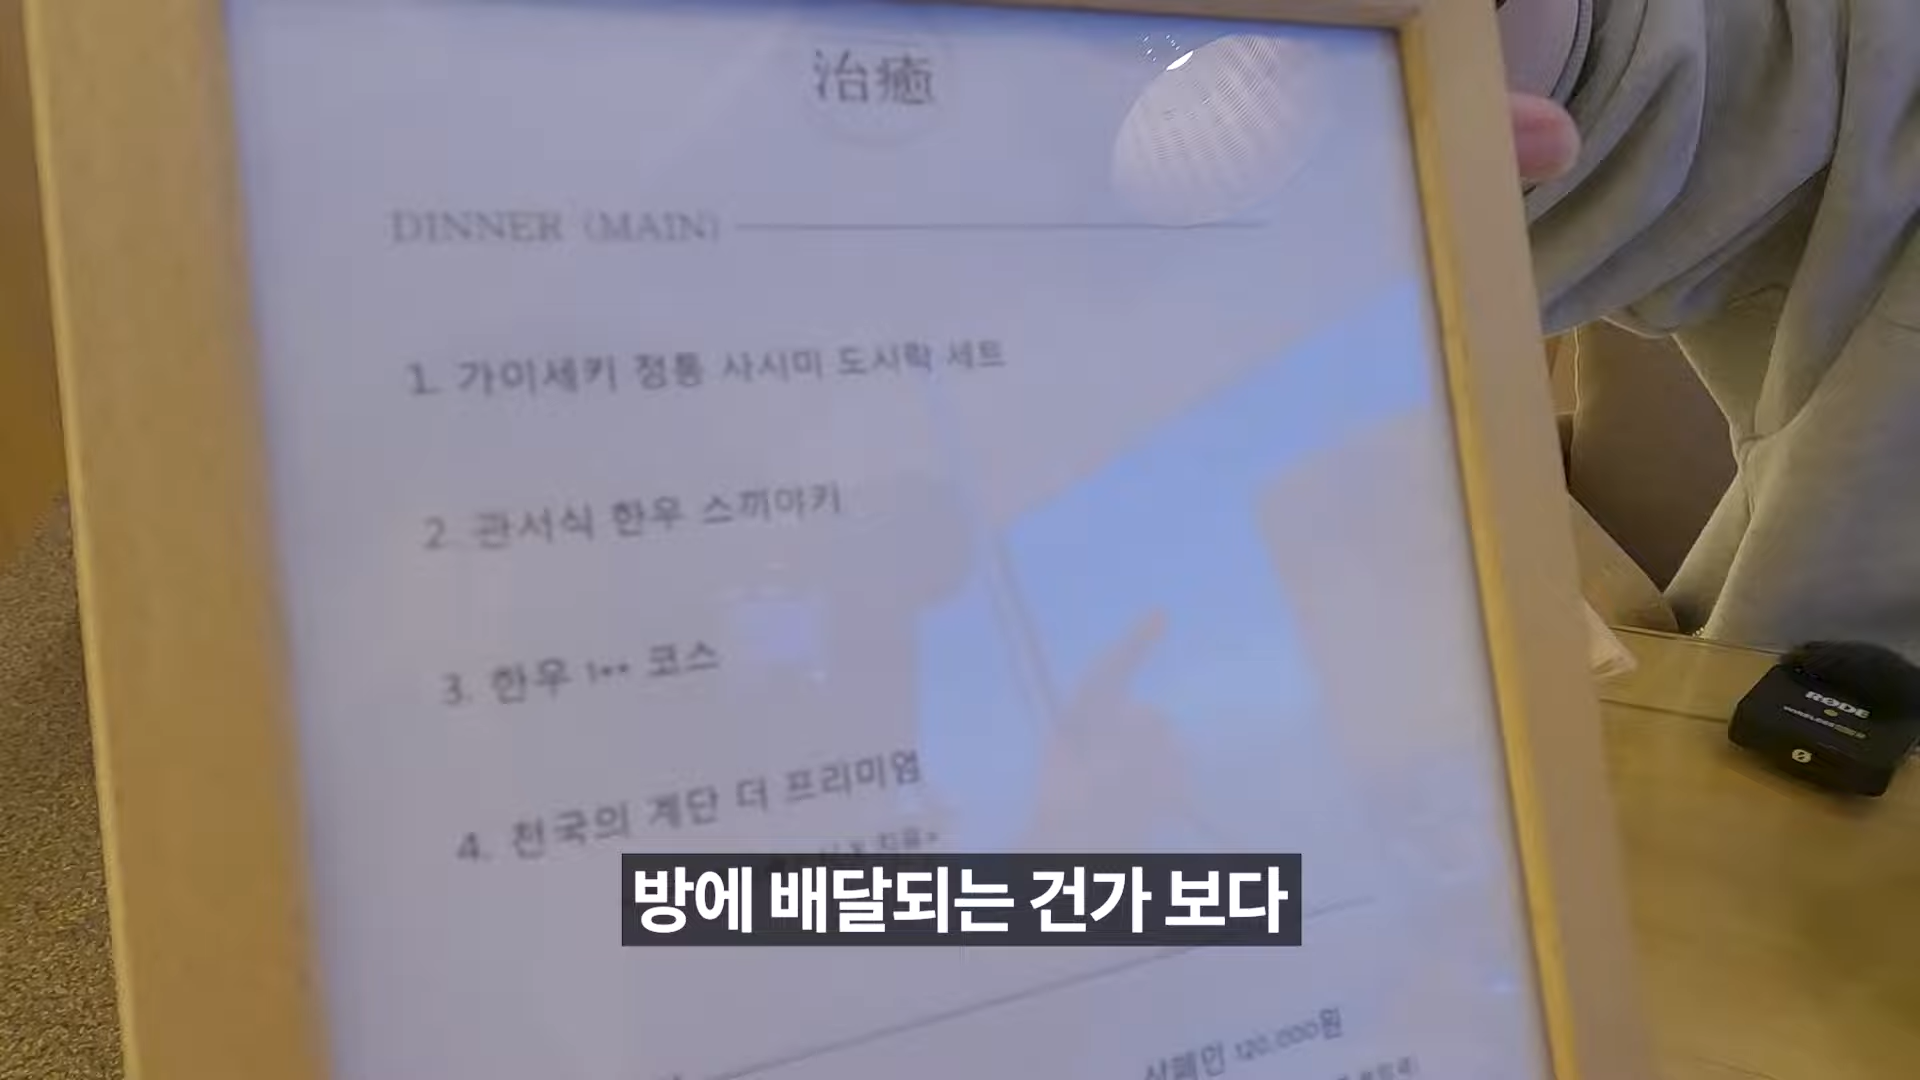 治癒
DINNER (MAIN)
1. 가이세키 정통 사시미 도시락 세트
2. 관서식 한우 스끼야키
3. 한우 1++ 코스
4. 천국의 계단 더 프리미엄
방에 배달되는 건가 보다
120,000원
RØDE